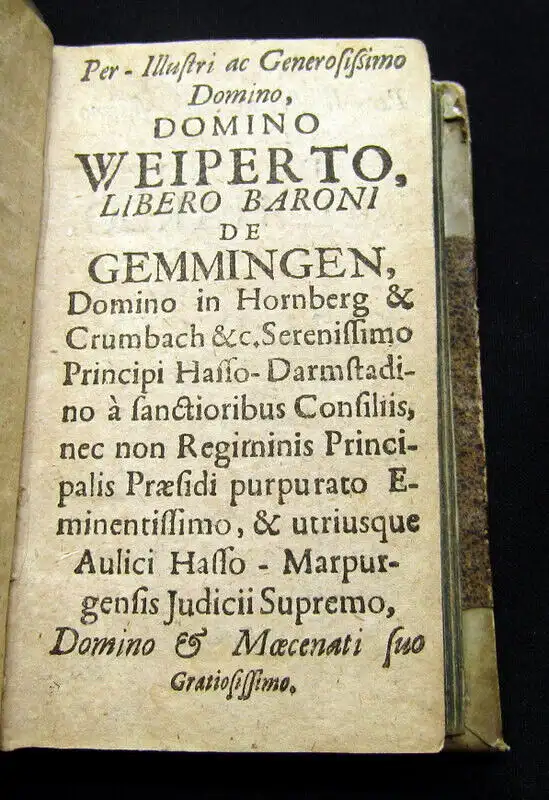 Per - Illuſtri ac Generoſiſſimo
Domino,
DOMINO
WEIPERTO,
LIBERO BARONI
DE
GEMMINGEN,
Domino in Hornberg &
Crumbach &c. Sereniſſimo
Principi Haſſo-Darmſtadi-
no à ſanctioribus Conſiliis,
nec non Regiminis Princi-
palis Præſidi purpurato E-
minentiſſimo, & utriusque
Aulici Haſſo - Marpur-
genſis Judicii Supremo,
Domino & Mœcenati ſuo
Gratioſiſſimo.